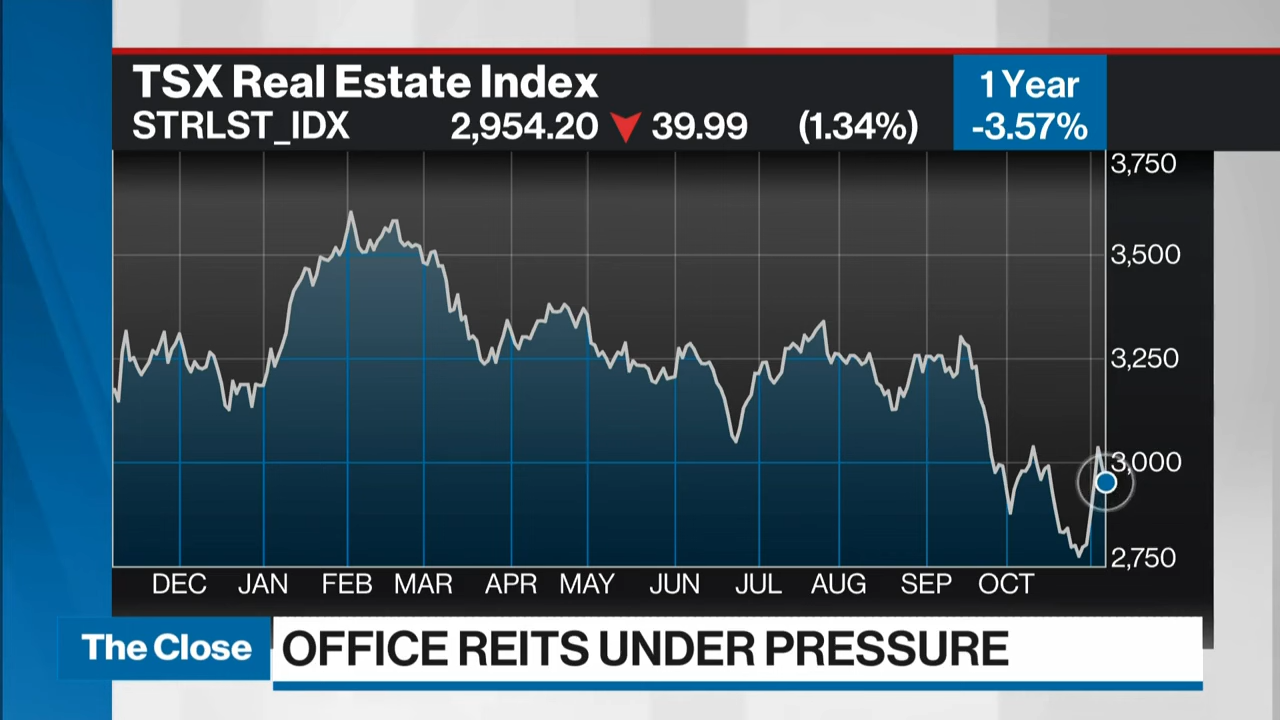 TSX Real Estate Index
STRLST_IDX 2,954.20 39.99 (1.34%)
1 Year
-3.57%
3,750
3,500
3,250
3,000
2,750
DEC JAN FEB MAR APR MAY JUN JUL AUG SEP OCT
The Close
OFFICE REITS UNDER PRESSURE